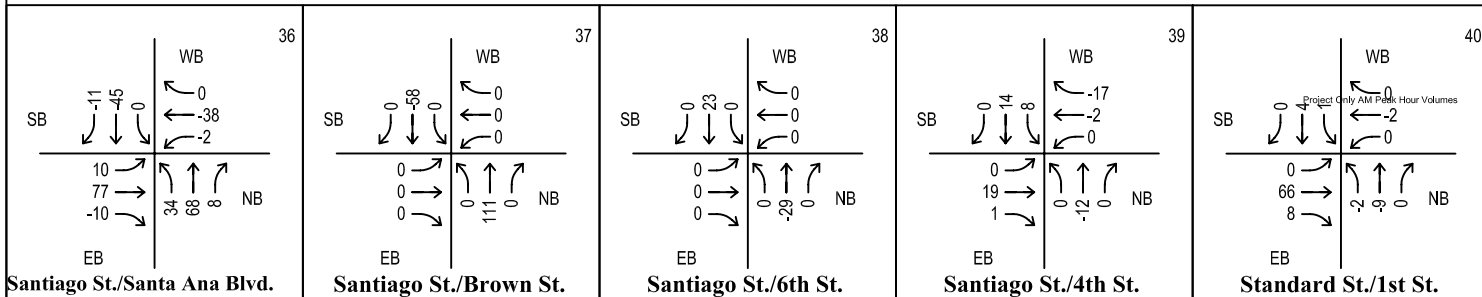 36
WB
SB
-11 -45 0
0
-38
-2
10
77
-10
34 68 8
NB
EB
Santiago St./Santa Ana Blvd.
37
WB
SB
0 -58 0
0
0
0
0
0
0
0 111 0
NB
EB
Santiago St./Brown St.
38
WB
SB
0 23 0
0
0
0
0
0
0
0 -29 0
NB
EB
Santiago St./6th St.
39
WB
SB
0 14 8
-17
-2
0
0
19
1
0 -12 0
NB
EB
Santiago St./4th St.
40
WB
SB
0 4 1
0
Project Only AM Peak Hour Volumes
-2
0
0
66
8
-2 -9 0
NB
EB
Standard St./1st St.